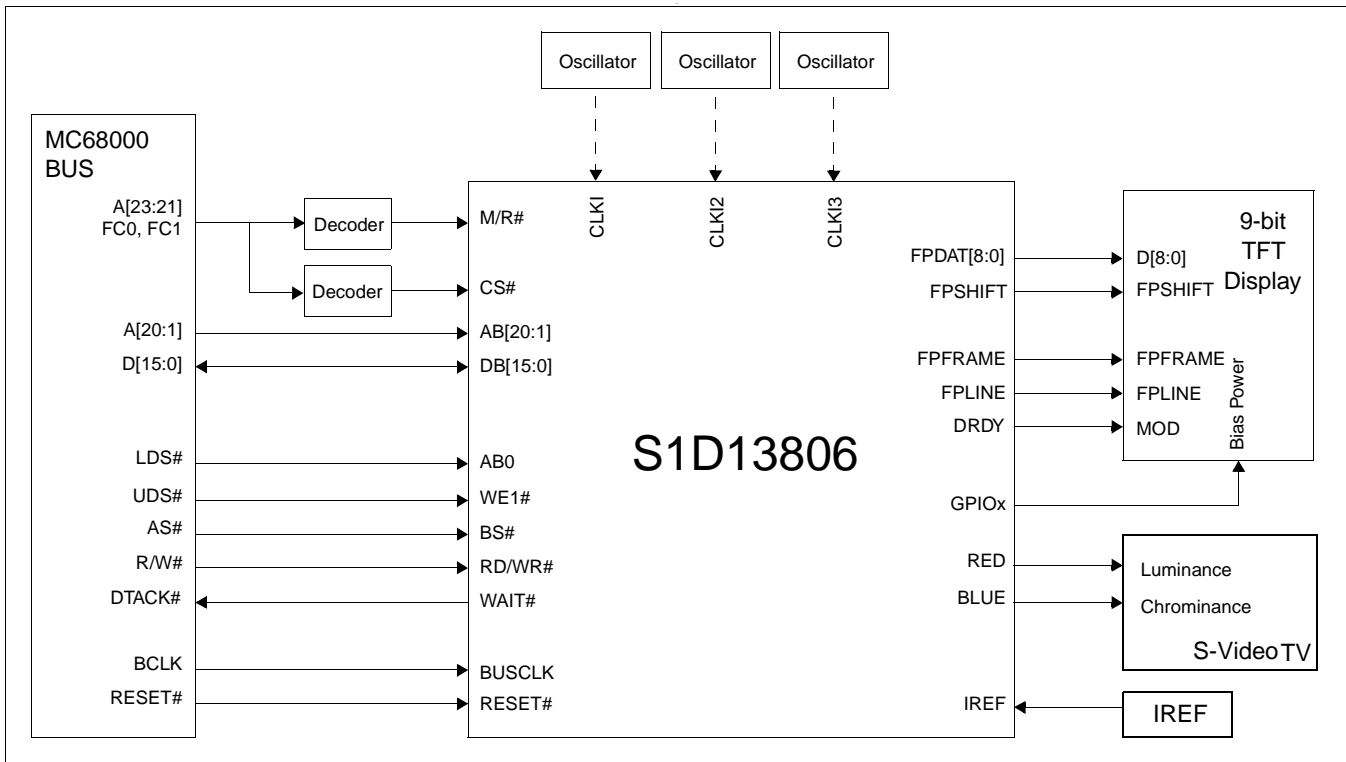 Oscillator
Oscillator
Oscillator
MC68000
BUS
A[23:21]
FC0, FC1
Decoder
Decoder
A[20:1]
D[15:0]
LDS#
UDS#
AS#
R/W#
DTACK#
BCLK
RESET#
M/R#
CS#
AB[20:1]
DB[15:0]
AB0
WE1#
BS#
RD/WR#
WAIT#
BUSCLK
RESET#
CLKI
CLKI2
CLKI3
S1D13806
FPDAT[8:0]
FPSHIFT
FPFRAME
FPLINE
DRDY
GPIOx
RED
BLUE
IREF
9-bit
TFT
Display
D[8:0]
FPSHIFT
FPFRAME
FPLINE
MOD
Bias Power
Luminance
Chrominance
S-Video TV
IREF